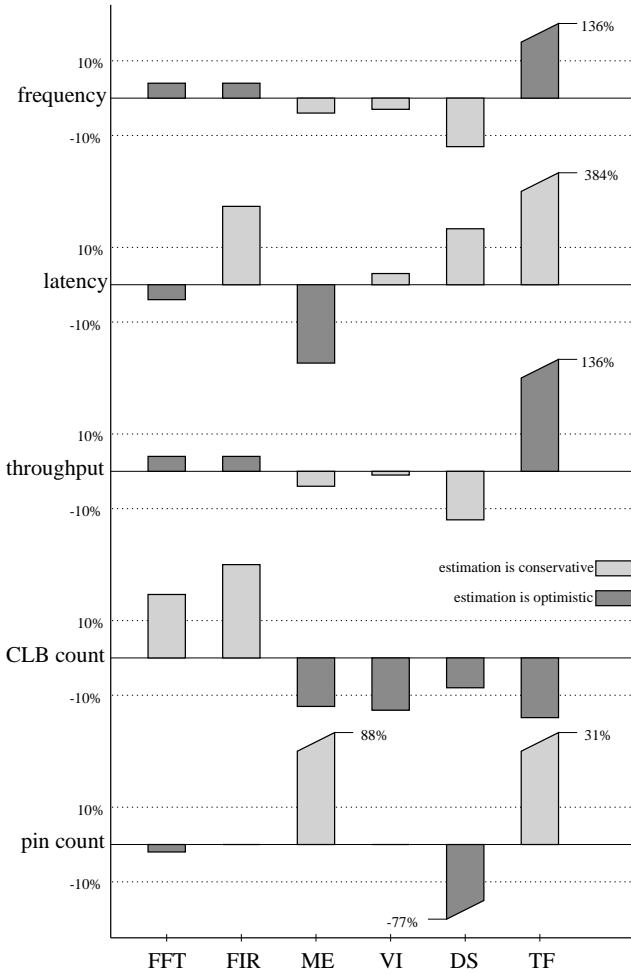 136%
10%
frequency
-10%
384%
10%
latency
-10%
136%
10%
throughput
-10%
estimation is conservative
estimation is optimistic
10%
CLB count
-10%
88%
31%
10%
pin count
-10%
-77%
FFT FIR ME VI DS TF